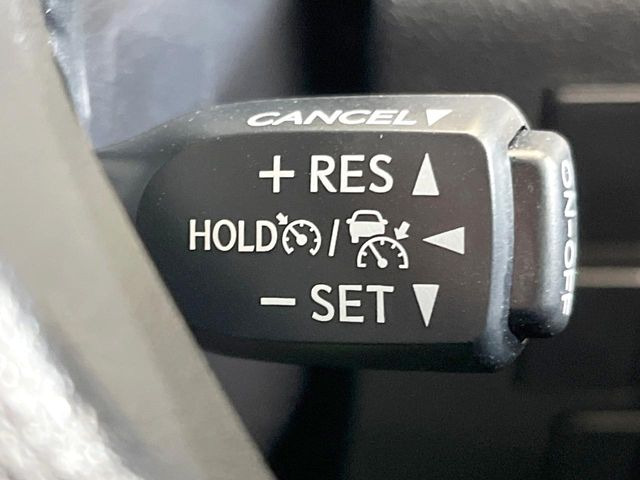 CANCEL
+ RES
HOLD /
− SET
ON-OFF